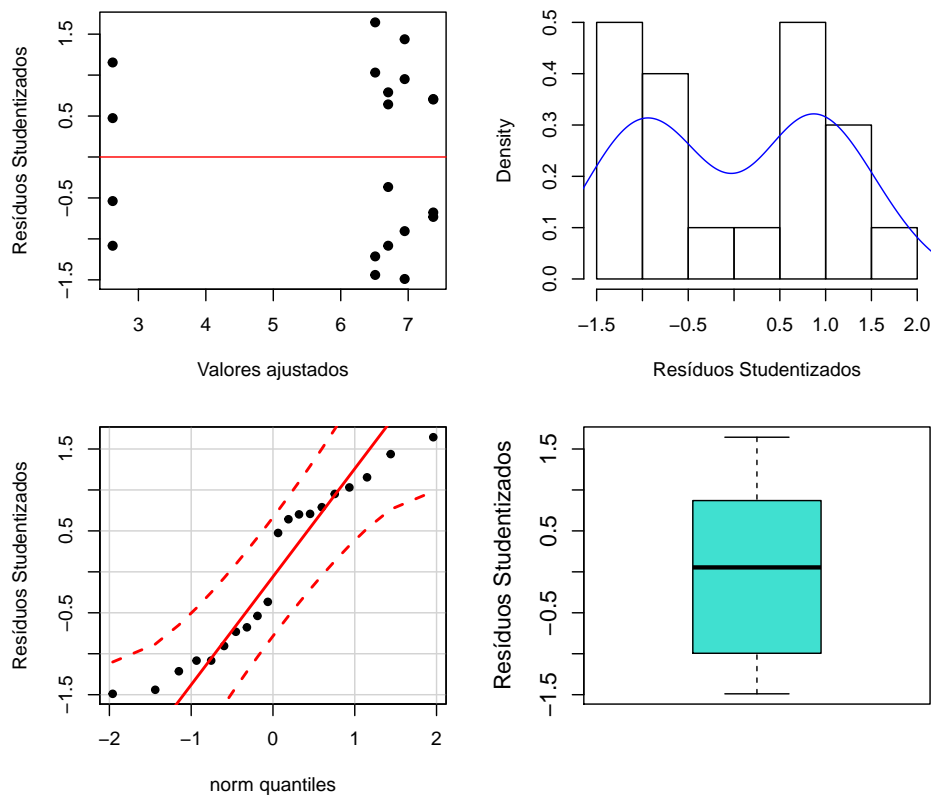 Resíduos Studentizados
−1.5 −0.5 0.5 1.5
3 4 5 6 7
Valores ajustados
Density
0.0 0.1 0.2 0.3 0.4 0.5
−1.5 −0.5 0.5 1.0 1.5 2.0
Resíduos Studentizados
Resíduos Studentizados
−1.5 −0.5 0.5 1.5
−2 −1 0 1 2
norm quantiles
Resíduos Studentizados
−1.5 −0.5 0.5 1.5